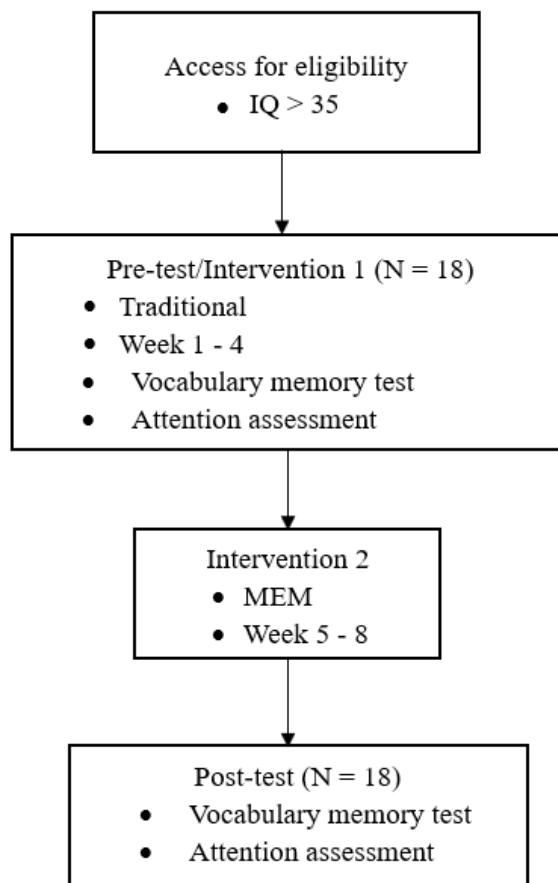 Access for eligibility
• IQ > 35
Pre-test/Intervention 1 (N = 18)
• Traditional
• Week 1 - 4
• Vocabulary memory test
• Attention assessment
Intervention 2
• MEM
• Week 5 - 8
Post-test (N = 18)
• Vocabulary memory test
• Attention assessment